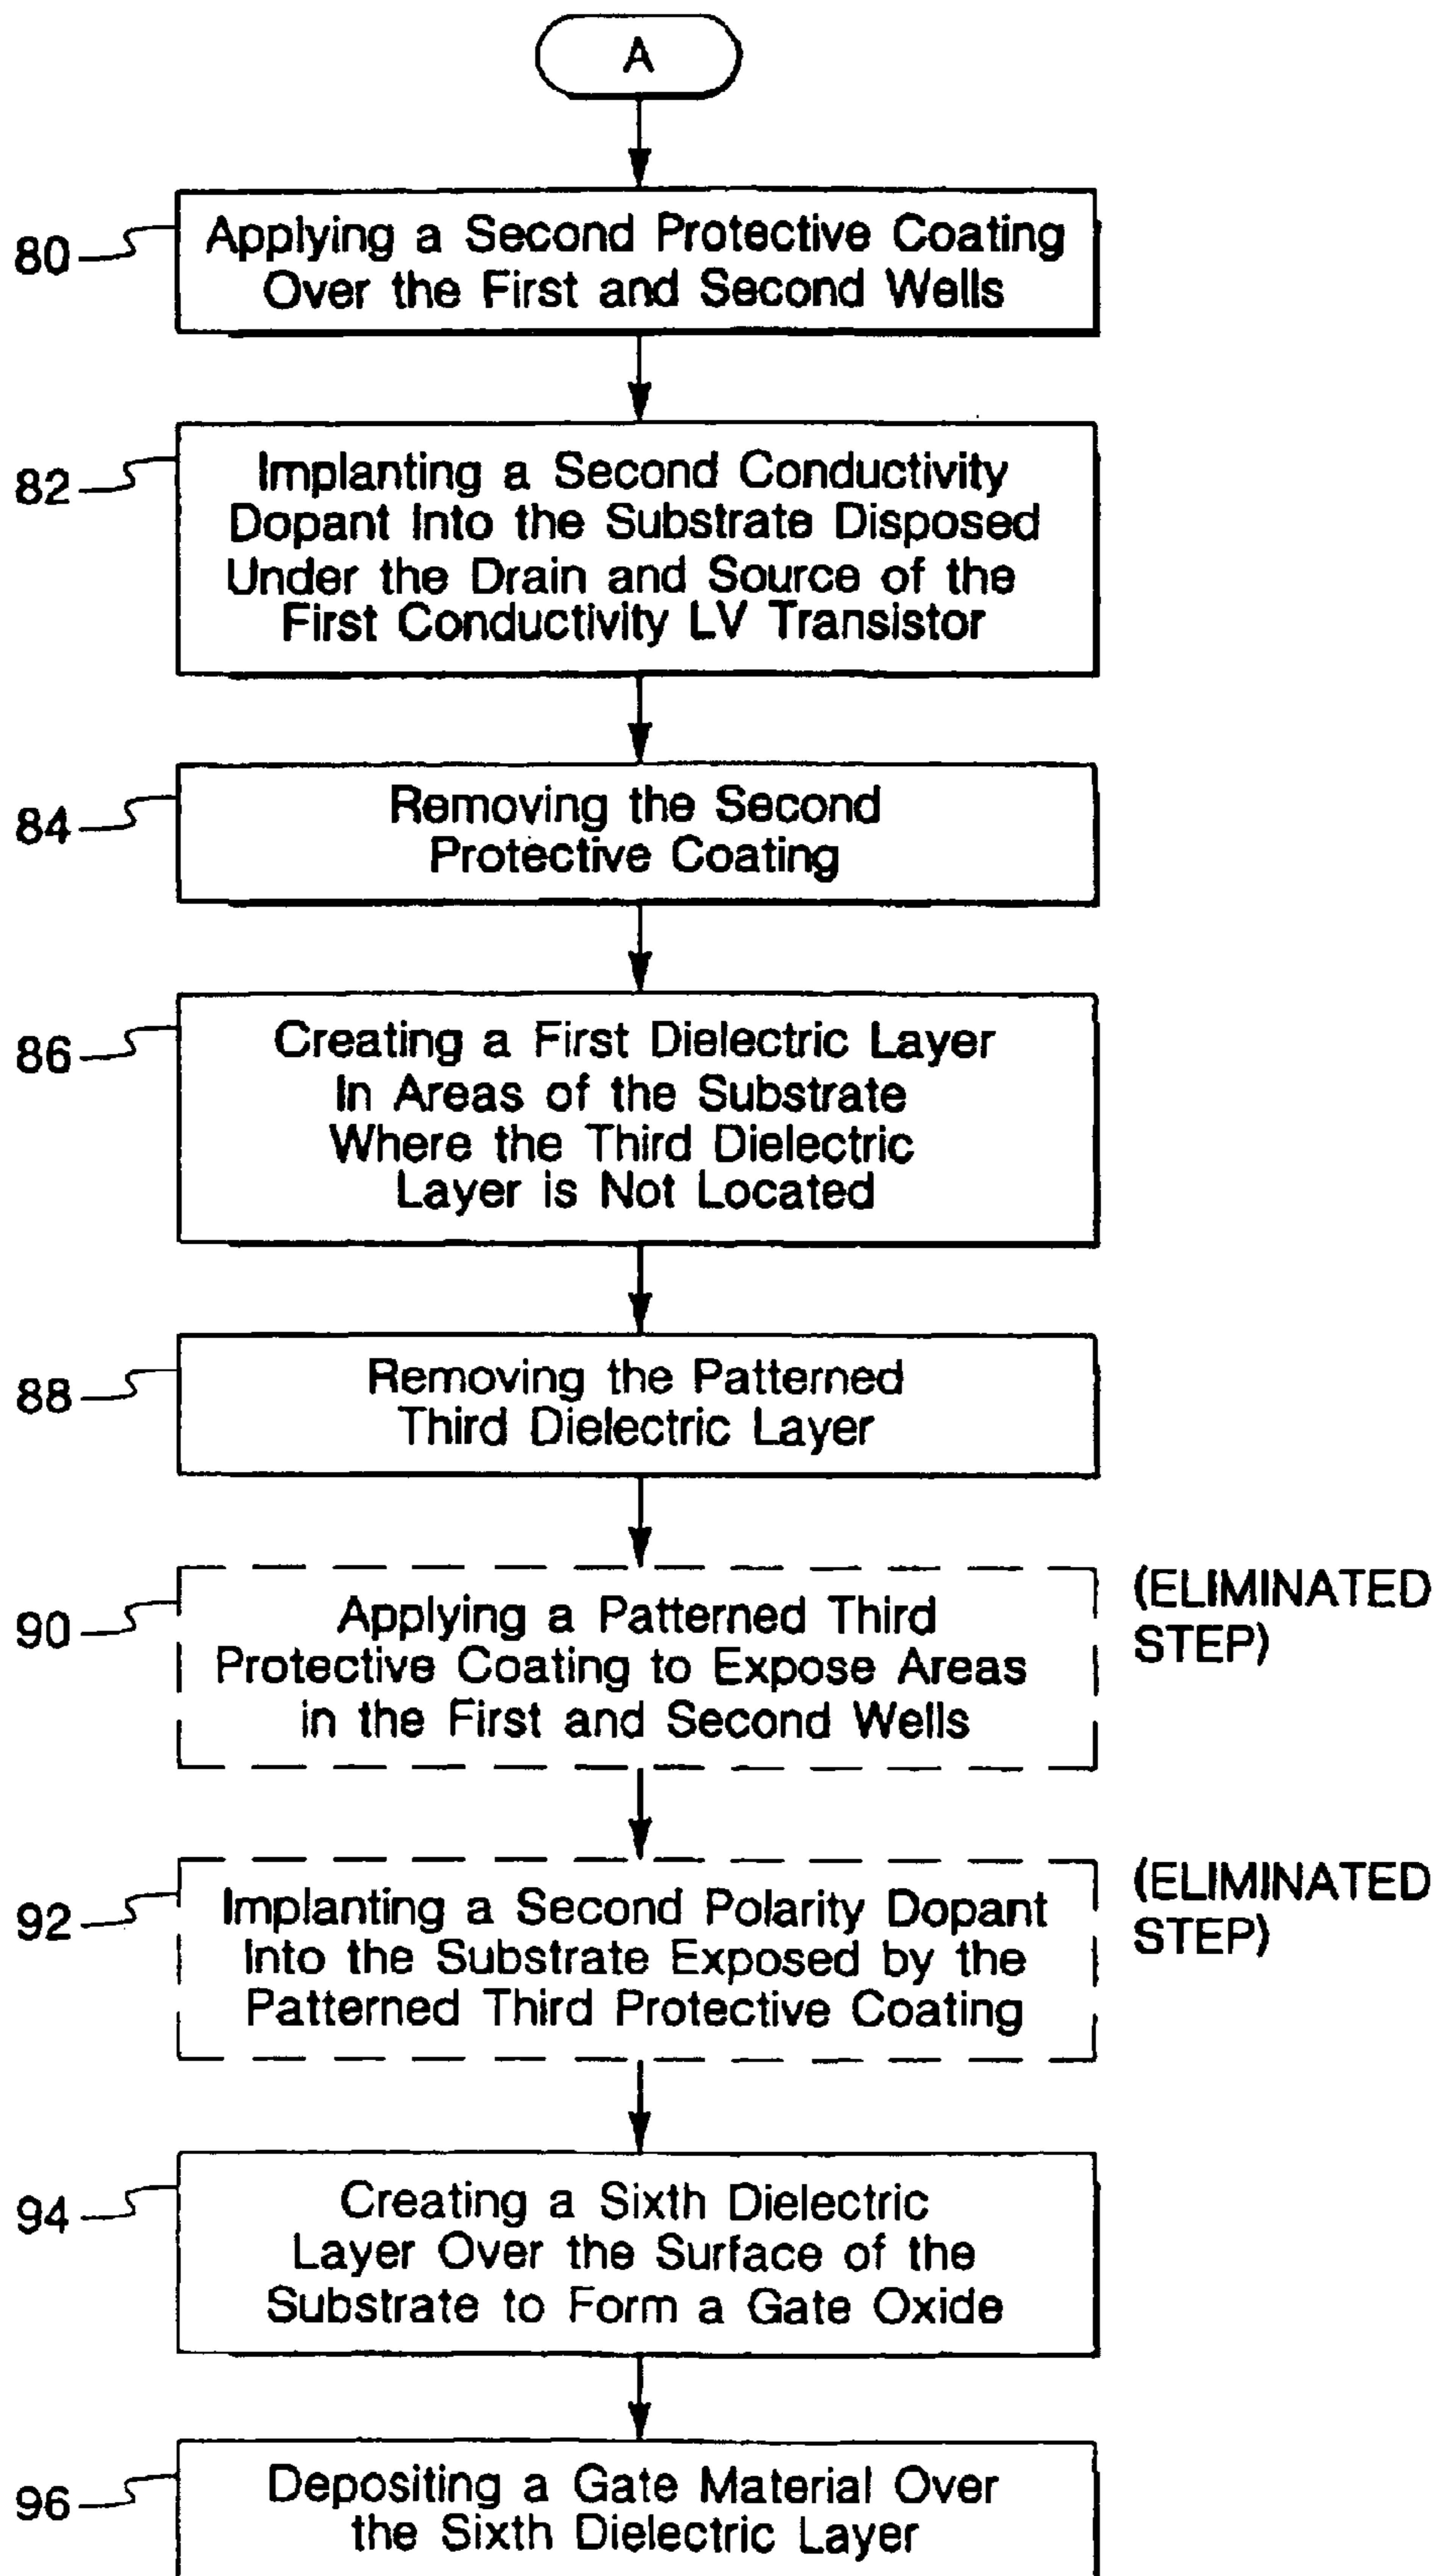 A
80
Applying a Second Protective Coating
Over the First and Second Wells
82
Implanting a Second Conductivity
Dopant Into the Substrate Disposed
Under the Drain and Source of the
First Conductivity LV Transistor
84
Removing the Second
Protective Coating
86
Creating a First Dielectric Layer
In Areas of the Substrate
Where the Third Dielectric
Layer is Not Located
88
Removing the Patterned
Third Dielectric Layer
90
Applying a Patterned Third
Protective Coating to Expose Areas
in the First and Second Wells
(ELIMINATED
STEP)
92
Implanting a Second Polarity Dopant
Into the Substrate Exposed by the
Patterned Third Protective Coating
(ELIMINATED
STEP)
94
Creating a Sixth Dielectric
Layer Over the Surface of the
Substrate to Form a Gate Oxide
96
Depositing a Gate Material Over
the Sixth Dielectric Layer